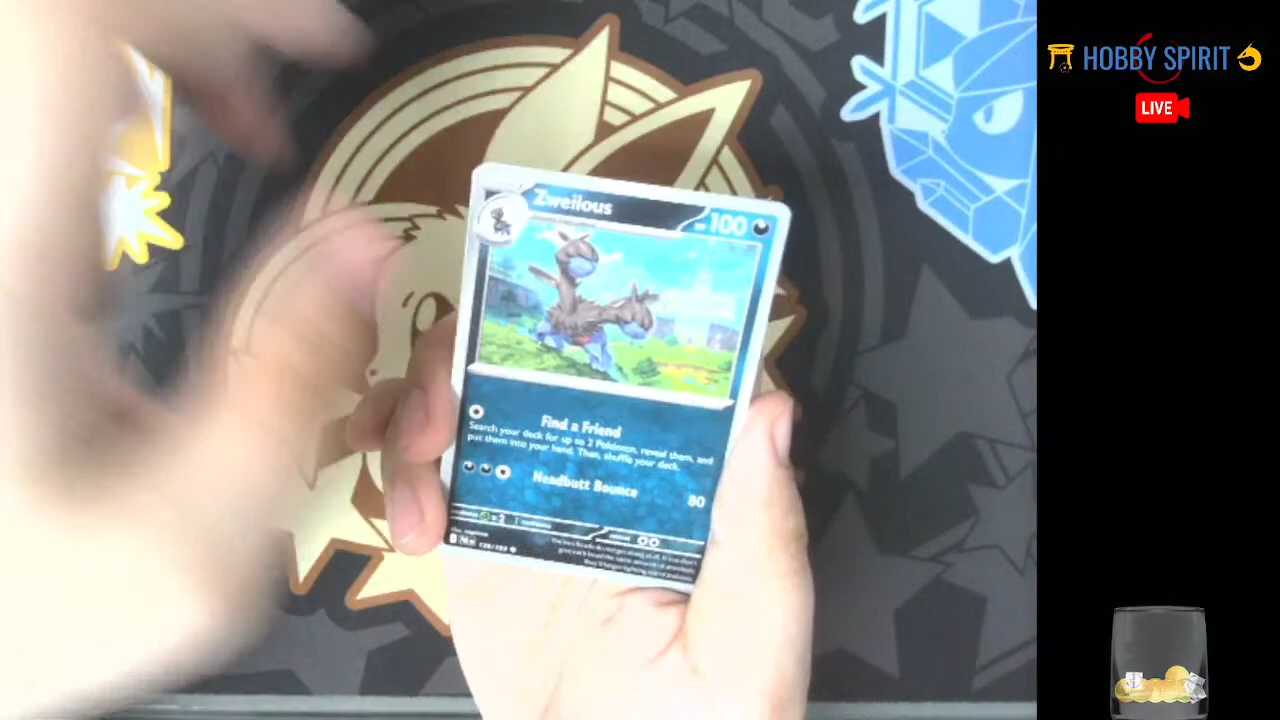 HOBBY SPIRIT
LIVE
Zweilous
100
Find a Friend
Search your deck for up to 2 Pokémon, reveal them, and
put them into your hand. Then, shuffle your deck.
Headbutt Bounce
80
×2